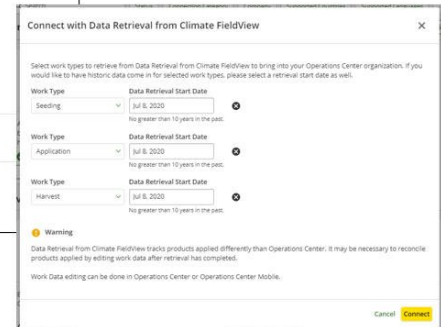 Connect with Data Retrieval from Climate FieldView
Select work types to retrieve from Data Retrieval from Climate FieldView to bring into your Operations Center organization. If you
would like to have historic data come in for selected work types, please select a retrieval start date as well.
Work Type Data Retrieval Start Date
Seeding Jul 8, 2020
No greater than 10 years in the past.
Work Type Data Retrieval Start Date
Application Jul 8, 2020
No greater than 10 years in the past.
Work Type Data Retrieval Start Date
Harvest Jul 8, 2020
No greater than 10 years in the past.
Warning
Data Retrieval from Climate FieldView tracks products applied differently than Operations Center. It may be necessary to reconcile
products applied by editing work data after retrieval has completed.
Work Data editing can be done in Operations Center or Operations Center Mobile.
Cancel Connect